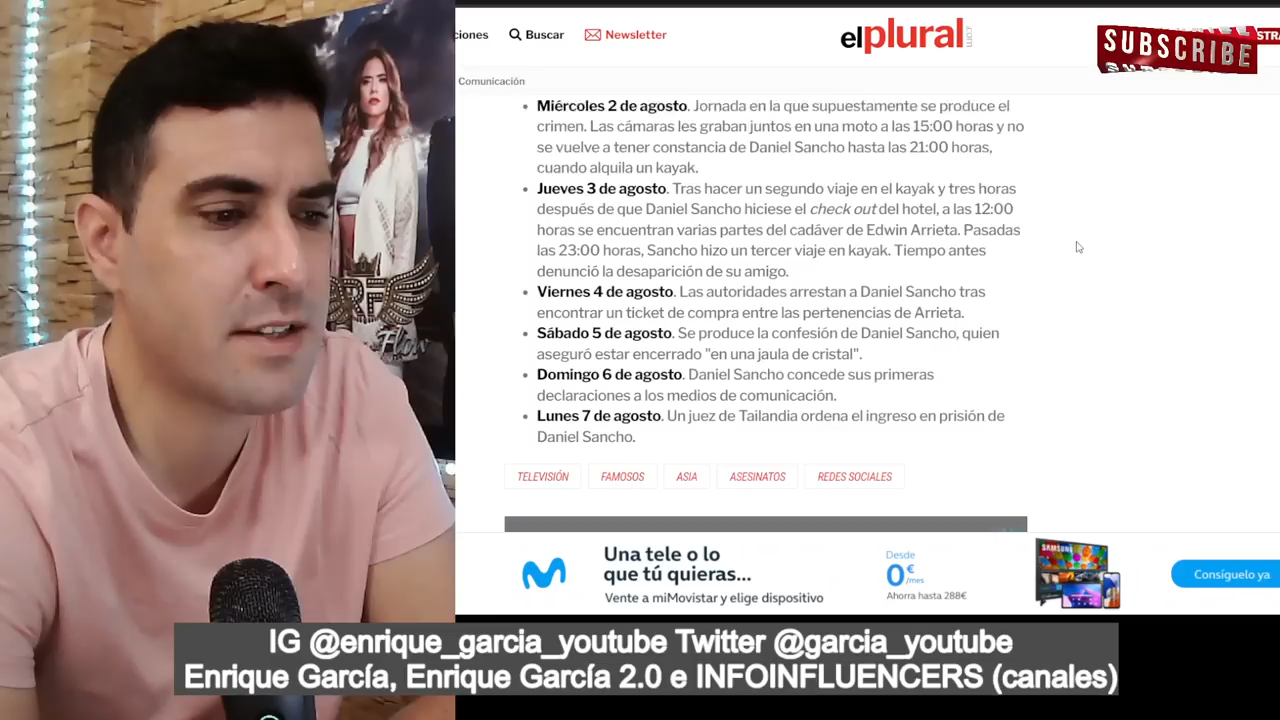 ciones
Buscar
Newsletter
elplural
.com
SUBSCRIBE
STRA
Comunicación
Miércoles 2 de agosto. Jornada en la que supuestamente se produce el
crimen. Las cámaras les graban juntos en una moto a las 15:00 horas y no
se vuelve a tener constancia de Daniel Sancho hasta las 21:00 horas,
cuando alquila un kayak.
Jueves 3 de agosto. Tras hacer un segundo viaje en el kayak y tres horas
después de que Daniel Sancho hiciese el check out del hotel, a las 12:00
horas se encuentran varias partes del cadáver de Edwin Arrieta. Pasadas
las 23:00 horas, Sancho hizo un tercer viaje en kayak. Tiempo antes
denunció la desaparición de su amigo.
Viernes 4 de agosto. Las autoridades arrestan a Daniel Sancho tras
encontrar un ticket de compra entre las pertenencias de Arrieta.
Sábado 5 de agosto. Se produce la confesión de Daniel Sancho, quien
aseguró estar encerrado "en una jaula de cristal".
Domingo 6 de agosto. Daniel Sancho concede sus primeras
declaraciones a los medios de comunicación.
Lunes 7 de agosto. Un juez de Tailandia ordena el ingreso en prisión de
Daniel Sancho.
TELEVISIÓN
FAMOSOS
ASIA
ASESINATOS
REDES SOCIALES
Una tele o lo
que tú quieras...
Vente a miMovistar y elige dispositivo
Desde
0€/mes
Ahorra hasta 288€
SAMSUNG
Consíguelo ya
RF
Flow
IG @enrique_garcia_youtube Twitter @garcia_youtube
Enrique García, Enrique García 2.0 e INFOINFLUENCERS (canales)